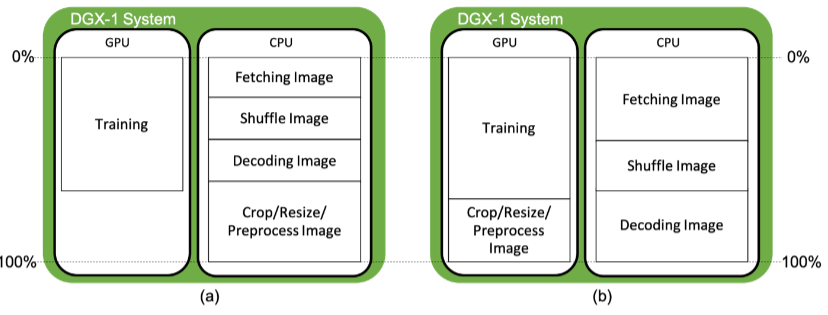 DGX-1 System
GPU
CPU
0%
Training
Fetching Image
Shuffle Image
Decoding Image
Crop/Resize/
Preprocess Image
100%
(a)
DGX-1 System
GPU
CPU
0%
Training
Crop/Resize/
Preprocess
Image
Fetching Image
Shuffle Image
Decoding Image
100%
(b)